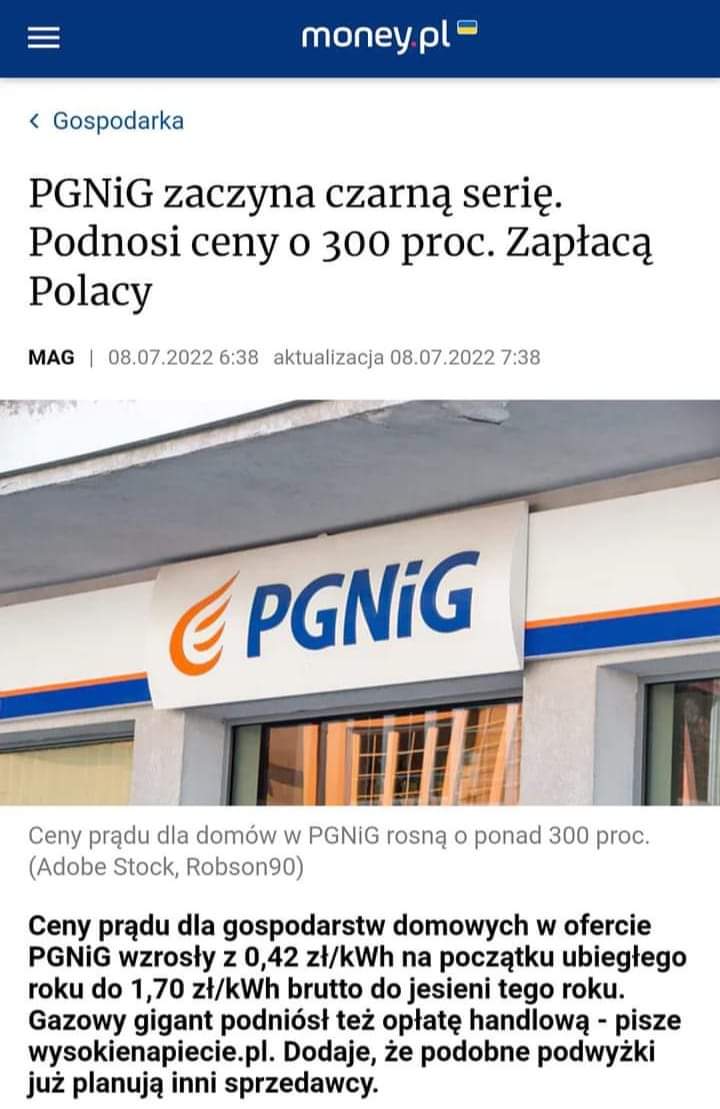 money.pl
Gospodarka
PGNiG zaczyna czarną serię.
Podnosi ceny o 300 proc. Zapłacą
Polacy
MAG | 08.07.2022 6:38 aktualizacja 08.07.2022 7:38
PGNiG
Ceny prądu dla domów w PGNiG rosną o ponad 300 proc.
(Adobe Stock, Robson90)
Ceny prądu dla gospodarstw domowych w ofercie
PGNiG wzrosły z 0,42 zł/kWh na początku ubiegłego
roku do 1,70 zł/kWh brutto do jesieni tego roku.
Gazowy gigant podniósł też opłatę handlową - pisze
wysokienapiecie.pl. Dodaje, że podobne podwyżki
już planują inni sprzedawcy.